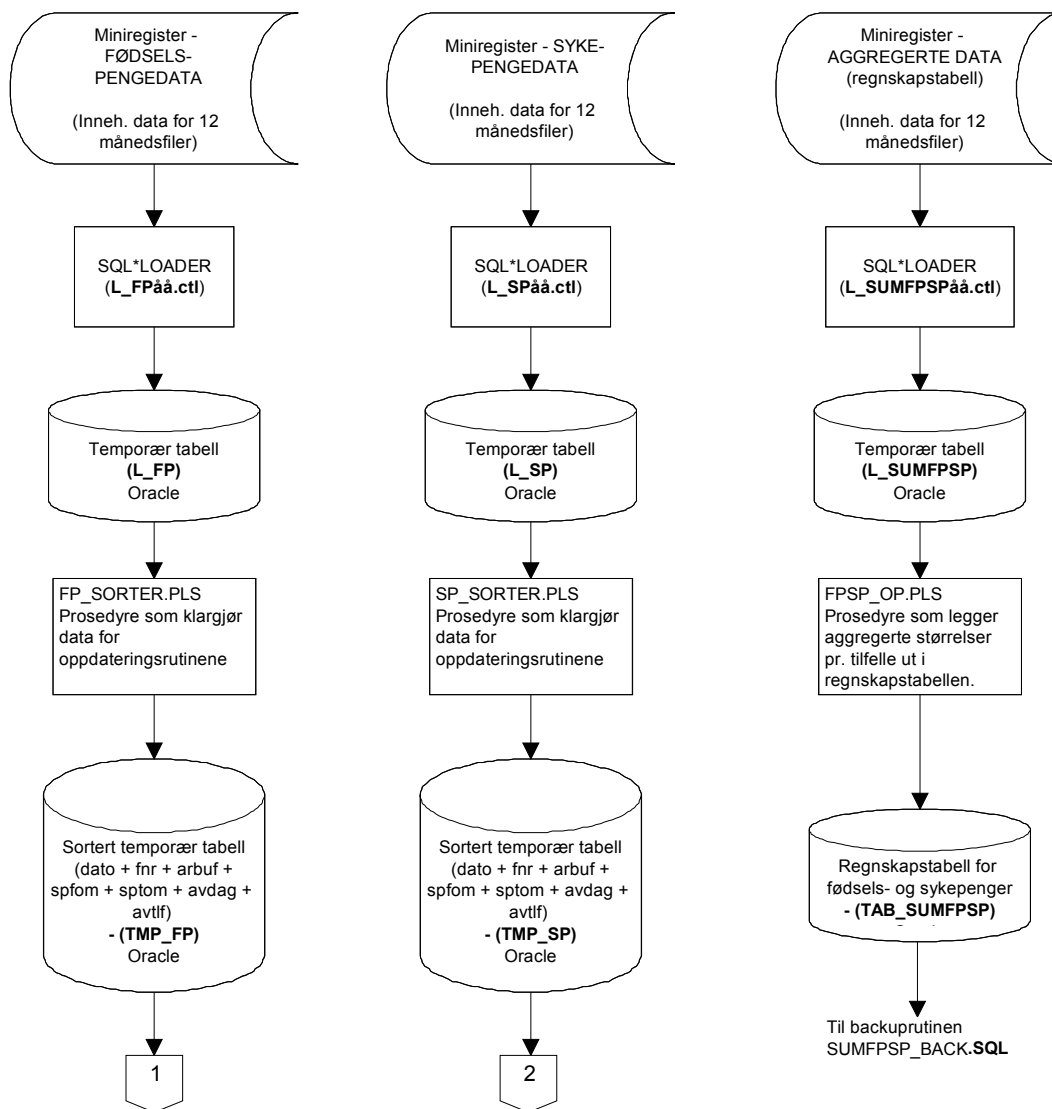 Miniregister -
FØDSELS-
PENGEDATA
(Inneh. data for 12
månedsfiler)
SQL*LOADER
(L_FPåå.ctl)
Temporær tabell
(L_FP)
Oracle
FP_SORTER.PLS
Prosedyre som klargjør
data for
oppdateringsrutinene
Sortert temporær tabell
(dato + fnr + arbuf +
spfom + sptom + avdag +
avtlf)
- (TMP_FP)
Oracle
1
Miniregister - SYKE-
PENGEDATA
(Inneh. data for 12
månedsfiler)
SQL*LOADER
(L_SPåå.ctl)
Temporær tabell
(L_SP)
Oracle
SP_SORTER.PLS
Prosedyre som klargjør
data for
oppdateringsrutinene
Sortert temporær tabell
(dato + fnr + arbuf +
spfom + sptom + avdag +
avtlf)
- (TMP_SP)
Oracle
2
Miniregister -
AGGREGERTE DATA
(regnskapstabell)
(Inneh. data for 12
månedsfiler)
SQL*LOADER
(L_SUMFPSPåå.ctl)
Temporær tabell
(L_SUMFPSP)
Oracle
FPSP_OP.PLS
Prosedyre som legger
aggregerte størrelser
pr. tilfelle ut i
regnskapstabellen.
Regnskapstabell for
fødsels- og sykepenger
- (TAB_SUMFPSP)
Til backuprutinen
SUMFPSP_BACK.SQL